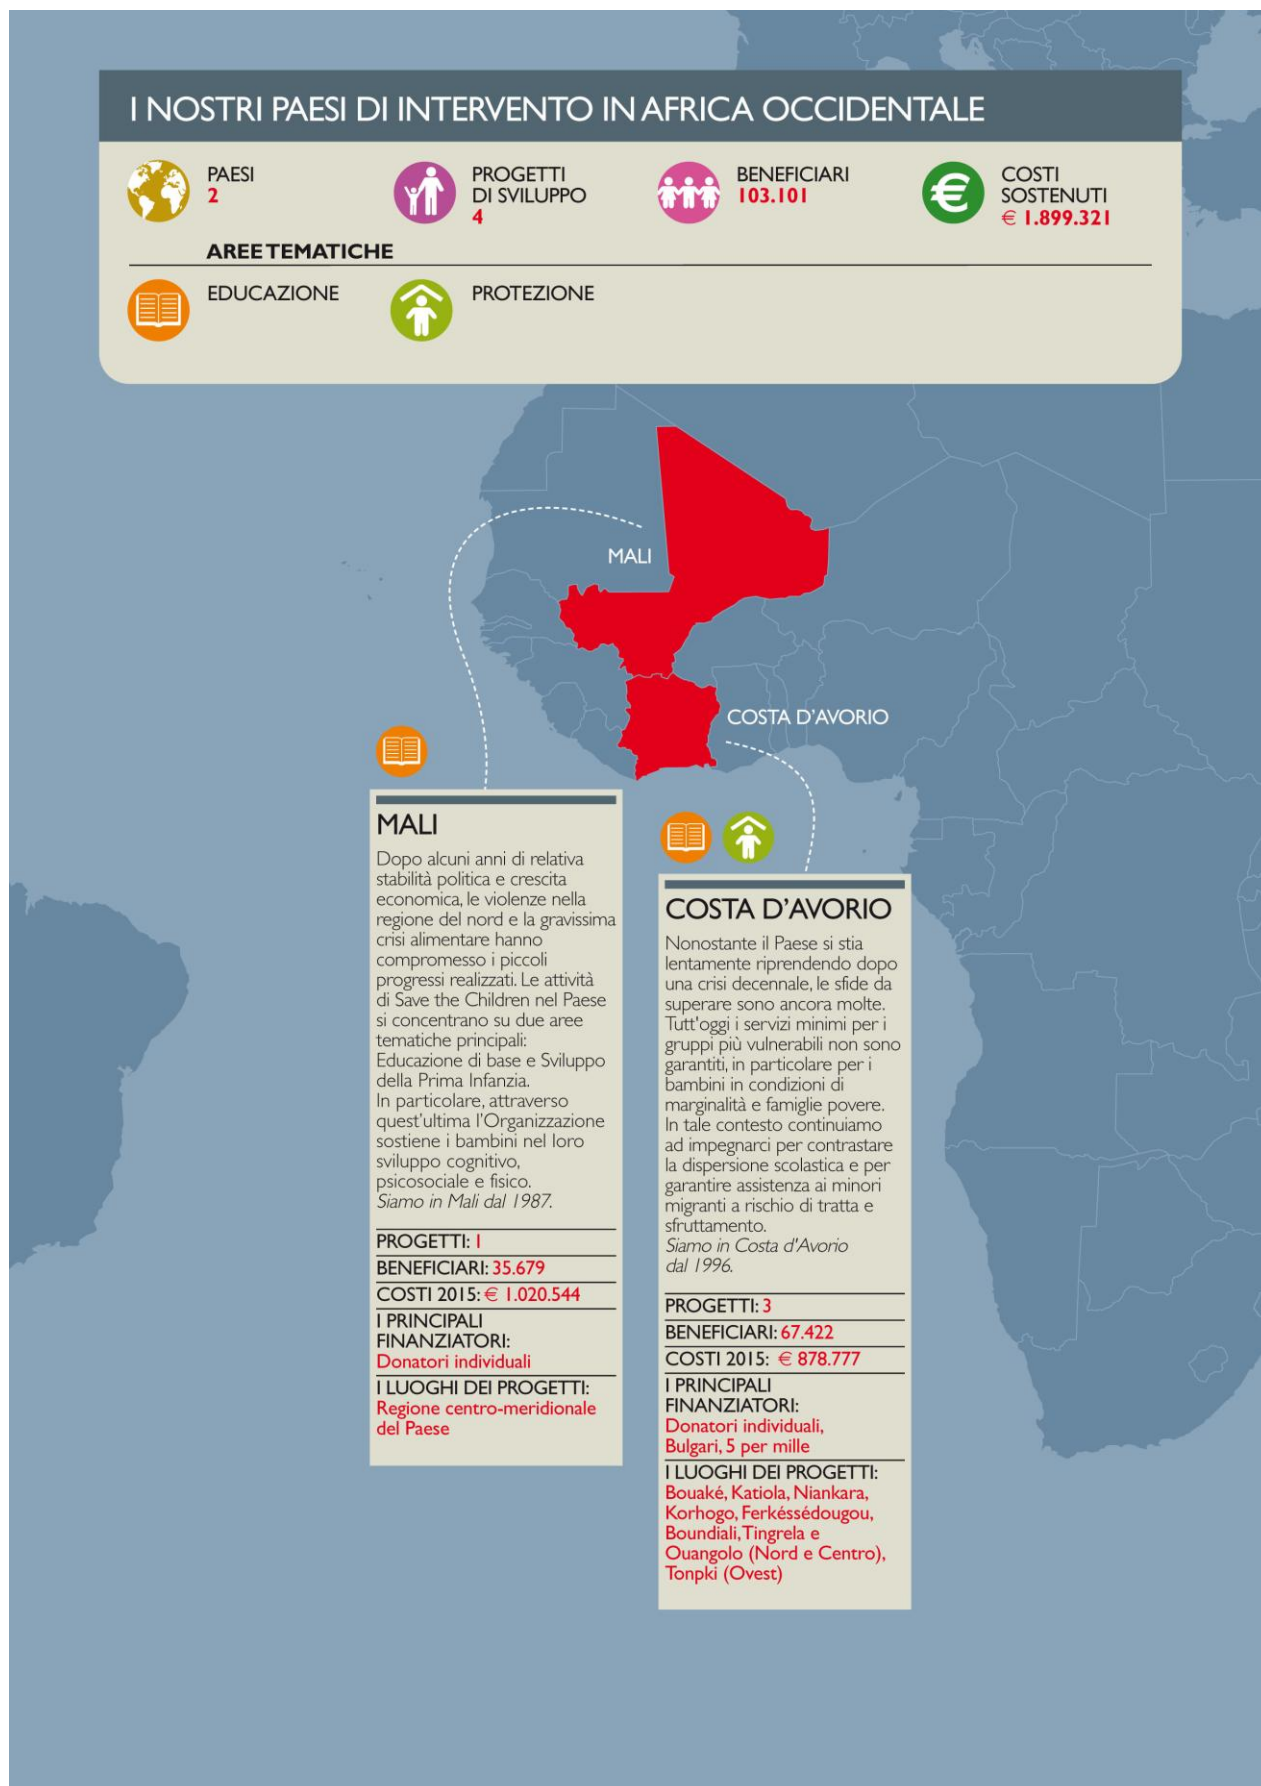 I NOSTRI PAESI DI INTERVENTO IN AFRICA OCCIDENTALE
PAESI
2
PROGETTI
DI SVILUPPO
4
BENEFICIARI
103.101
COSTI
SOSTENUTI
€ 1.899.321
AREE TEMATICHE
EDUCAZIONE
PROTEZIONE
MALI
COSTA D'AVORIO
MALI
Dopo alcuni anni di relativa
stabilità politica e crescita
economica, le violenze nella
regione del nord e la gravissima
crisi alimentare hanno
compromesso i piccoli
progressi realizzati. Le attività
di Save the Children nel Paese
si concentrano su due aree
tematiche principali:
Educazione di base e Sviluppo
della Prima Infanzia.
In particolare, attraverso
quest'ultima l'Organizzazione
sostiene i bambini nel loro
sviluppo cognitivo,
psicosociale e fisico.
Siamo in Mali dal 1987.
PROGETTI: 1
BENEFICIARI: 35.679
COSTI 2015: € 1.020.544
I PRINCIPALI
FINANZIATORI:
Donatori individuali
I LUOGHI DEI PROGETTI:
Regione centro-meridionale
del Paese
COSTA D'AVORIO
Nonostante il Paese si stia
lentamente riprendendo dopo
una crisi decennale, le sfide da
superare sono ancora molte.
Tutt'oggi i servizi minimi per i
gruppi più vulnerabili non sono
garantiti, in particolare per i
bambini in condizioni di
marginalità e famiglie povere.
In tale contesto continuiamo
ad impegnarci per contrastare
la dispersione scolastica e per
garantire assistenza ai minori
migranti a rischio di tratta e
sfruttamento.
Siamo in Costa d'Avorio
dal 1996.
PROGETTI: 3
BENEFICIARI: 67.422
COSTI 2015: € 878.777
I PRINCIPALI
FINANZIATORI:
Donatori individuali,
Bulgari, 5 per mille
I LUOGHI DEI PROGETTI:
Bouaké, Katiola, Niankara,
Korhogo, Ferkéssédougou,
Boundiali, Tingrela e
Ouangolo (Nord e Centro),
Tonpki (Ovest)